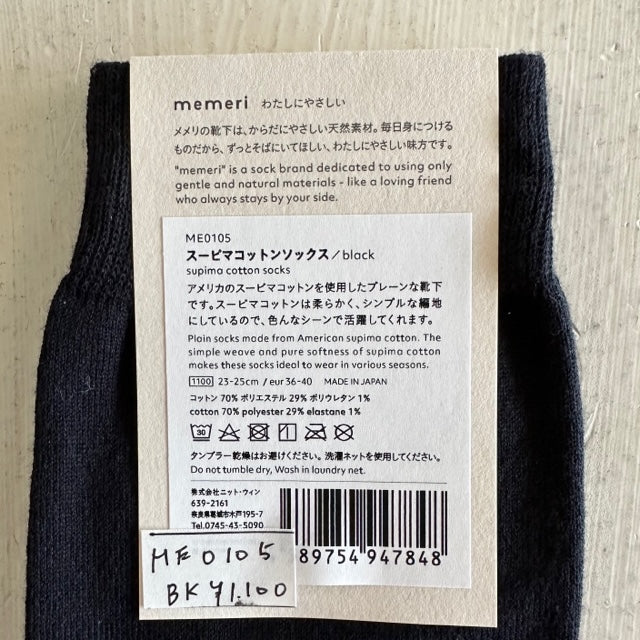 memeri わたしにやさしい
メメリの靴下は、からだにやさしい天然素材。毎日身につける
ものだから、ずっとそばにいてほしい、わたしにやさしい味方です。
"memeri" is a sock brand dedicated to using only
gentle and natural materials - like a loving friend
who always stays by your side.
ME0105
スーピマコットンソックス/black
supima cotton socks
アメリカのスーピマコットンを使用したプレーンな靴下
です。スーピマコットンは柔らかく、シンプルな編地
にしているので、色んなシーンで活躍してくれます。
Plain socks made from American supima cotton. The
simple weave and pure softness of supima cotton
makes these socks ideal to wear in various seasons.
1100 23-25cm / eur 36-40 MADE IN JAPAN
コットン 70% ポリエステル 29% ポリウレタン 1%
cotton 70% polyester 29% elastane 1%
30
タンブラー乾燥はお避けください。洗濯ネットを使用してください。
Do not tumble dry, Wash in laundry net.
株式会社ニット・ウィン
639-2161
奈良県葛城市木戸195-7
Tel.0745-43-5090
89754 947848
ME0105
BK ¥1.100